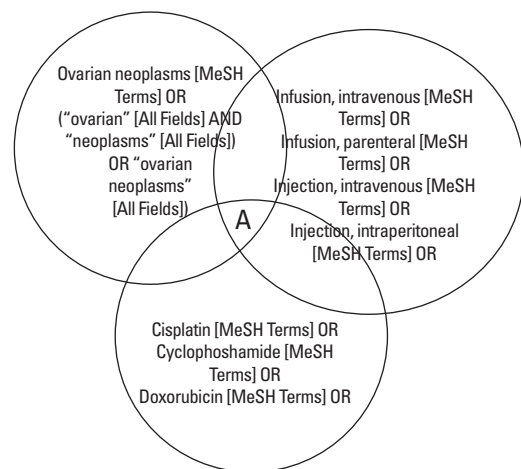 Ovarian neoplasms [MeSH
Terms] OR
(“ovarian” [All Fields] AND
“neoplasms” [All Fields])
OR “ovarian
neoplasms”
[All Fields])
Infusion, intravenous [MeSH
Terms] OR
Infusion, parenteral [MeSH
Terms] OR
Injection, intravenous [MeSH
Terms] OR
Injection, intraperitoneal
[MeSH Terms] OR
A
Cisplatin [MeSH Terms] OR
Cyclophoshamide [MeSH
Terms] OR
Doxorubicin [MeSH Terms] OR